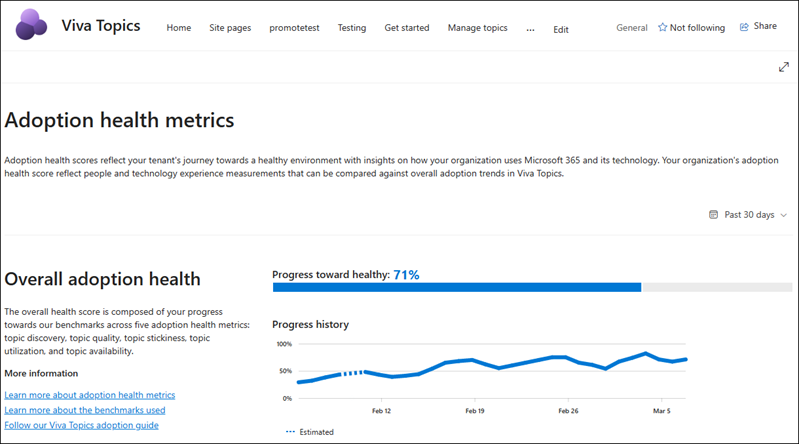 Viva Topics Home Site pages promotetest Testing Get started Manage topics ... Edit General Not following Share
Adoption health metrics
Adoption health scores reflect your tenant's journey towards a healthy environment with insights on how your organization uses Microsoft 365 and its technology. Your organization's adoption
health score reflect people and technology experience measurements that can be compared against overall adoption trends in Viva Topics.
Past 30 days
Overall adoption health
The overall health score is composed of your progress
towards our benchmarks across five adoption health metrics:
topic discovery, topic quality, topic stickiness, topic
utilization, and topic availability.
More information
Learn more about adoption health metrics
Learn more about the benchmarks used
Follow our Viva Topics adoption guide
Progress toward healthy: 71%
Progress history
100%
50%
0%
Feb 12 Feb 19 Feb 26 Mar 5
Estimated